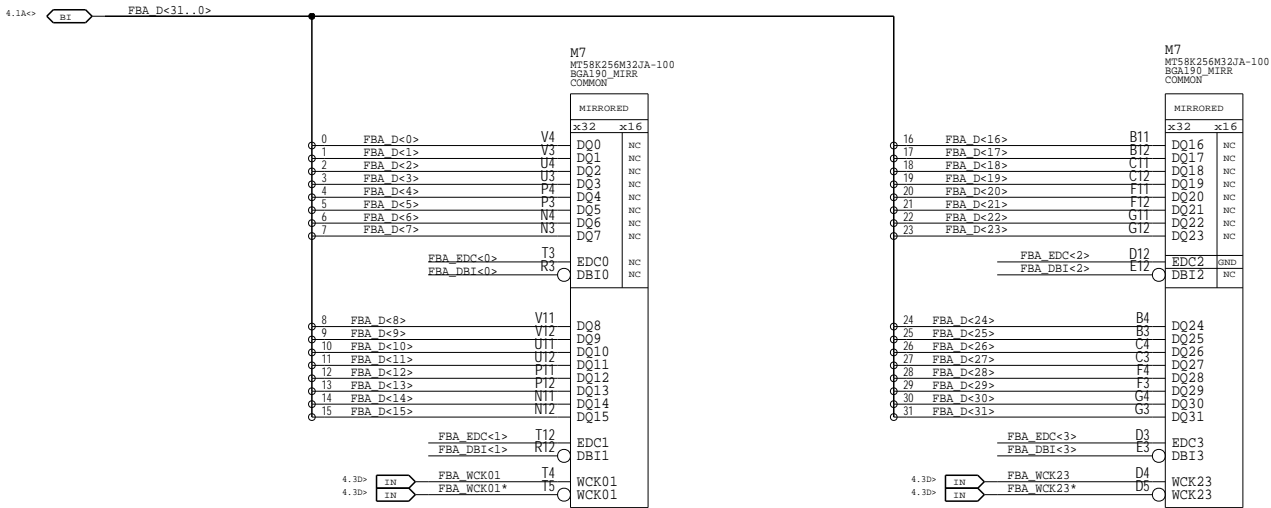 4.1A<> BI FBA_D<31..0>
M7 M7
MT58K256M32JA-100 MT58K256M32JA-100
BGA190_MIRR BGA190_MIRR
COMMON COMMON
MIRRORED MIRRORED
x32 x16 x32 x16
0 FBA_D<0> V4 DQ0 NC 16 FBA_D<16> B11 DQ16 NC
1 FBA_D<1> V3 DQ1 NC 17 FBA_D<17> B12 DQ17 NC
2 FBA_D<2> U4 DQ2 NC 18 FBA_D<18> C11 DQ18 NC
3 FBA_D<3> U3 DQ3 NC 19 FBA_D<19> C12 DQ19 NC
4 FBA_D<4> P4 DQ4 NC 20 FBA_D<20> F11 DQ20 NC
5 FBA_D<5> P3 DQ5 NC 21 FBA_D<21> F12 DQ21 NC
6 FBA_D<6> N4 DQ6 NC 22 FBA_D<22> G11 DQ22 NC
7 FBA_D<7> N3 DQ7 NC 23 FBA_D<23> G12 DQ23 NC
FBA_EDC<0> T3 EDC0 NC FBA_EDC<2> D12 EDC2 GND
FBA_DBI<0> R3 DBI0 NC FBA_DBI<2> E12 DBI2 NC
8 FBA_D<8> V11 DQ8 24 FBA_D<24> B4 DQ24
9 FBA_D<9> V12 DQ9 25 FBA_D<25> B3 DQ25
10 FBA_D<10> U11 DQ10 26 FBA_D<26> C4 DQ26
11 FBA_D<11> U12 DQ11 27 FBA_D<27> C3 DQ27
12 FBA_D<12> P11 DQ12 28 FBA_D<28> F4 DQ28
13 FBA_D<13> P12 DQ13 29 FBA_D<29> F3 DQ29
14 FBA_D<14> N11 DQ14 30 FBA_D<30> G4 DQ30
15 FBA_D<15> N12 DQ15 31 FBA_D<31> G3 DQ31
FBA_EDC<1> T12 EDC1 FBA_EDC<3> D3 EDC3
FBA_DBI<1> R12 DBI1 FBA_DBI<3> E3 DBI3
4.3D> IN FBA_WCK01 T4 WCK01 4.3D> IN FBA_WCK23 D4 WCK23
4.3D> IN FBA_WCK01* T5 WCK01 4.3D> IN FBA_WCK23* D5 WCK23